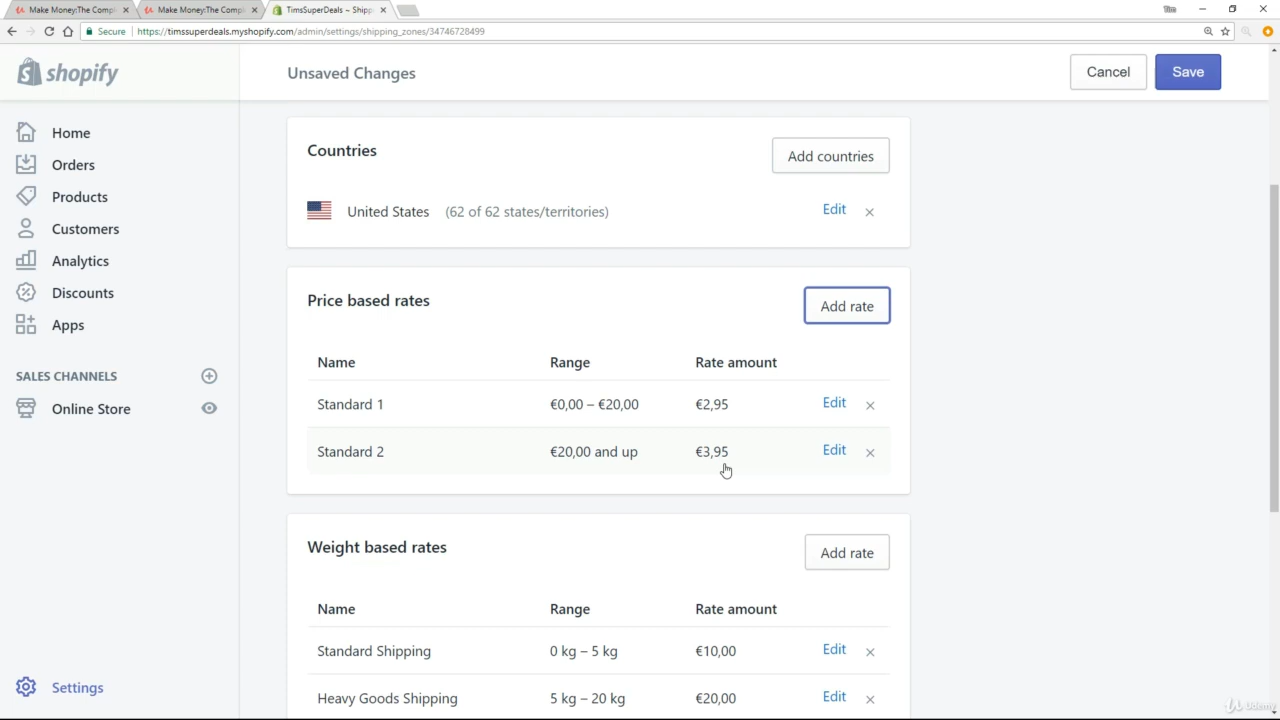 Make Money:The Compl
Make Money:The Compl
TimsSuperDeals ~ Shipp
Tim
Secure
https://timssuperdeals.myshopify.com/admin/settings/shipping_zones/34746728499
shopify
Unsaved Changes
Cancel
Save
Home
Orders
Products
Customers
Analytics
Discounts
Apps
SALES CHANNELS
Online Store
Settings
Countries
Add countries
United States (62 of 62 states/territories) Edit
Price based rates
Add rate
Name Range Rate amount
Standard 1 €0,00 – €20,00 €2,95 Edit
Standard 2 €20,00 and up €3,95 Edit
Weight based rates
Add rate
Name Range Rate amount
Standard Shipping 0 kg – 5 kg €10,00 Edit
Heavy Goods Shipping 5 kg – 20 kg €20,00 Edit
Udemy